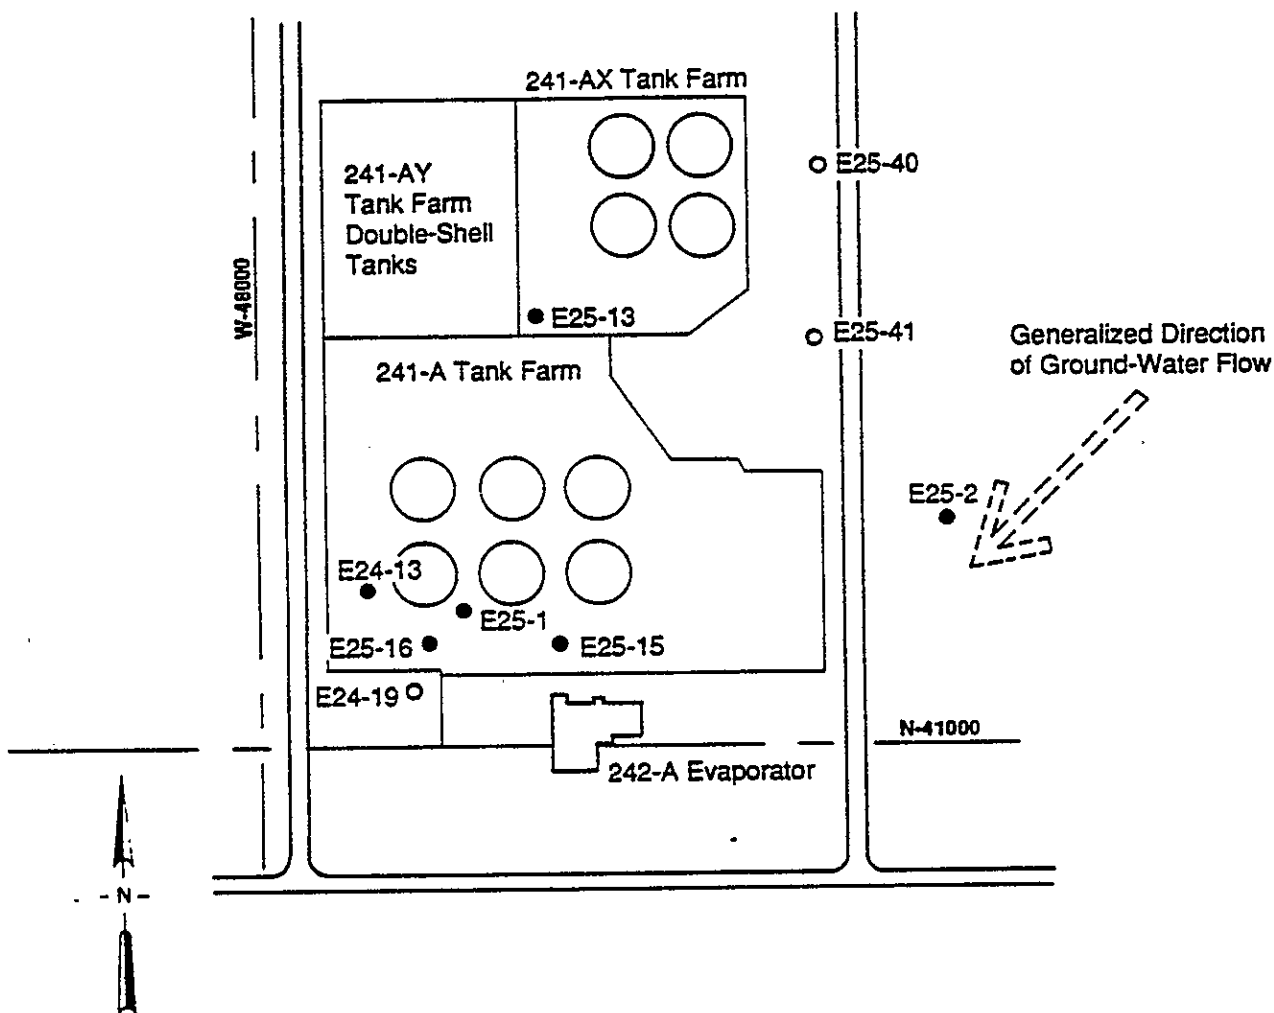 241-AX Tank Farm
E25-40
241-AY
Tank Farm
Double-Shell
Tanks
W-48000
E25-13
E25-41
Generalized Direction
of Ground-Water Flow
241-A Tank Farm
E25-2
E24-13
E25-1
E25-16
E25-15
E24-19
N-41000
242-A Evaporator
- N -